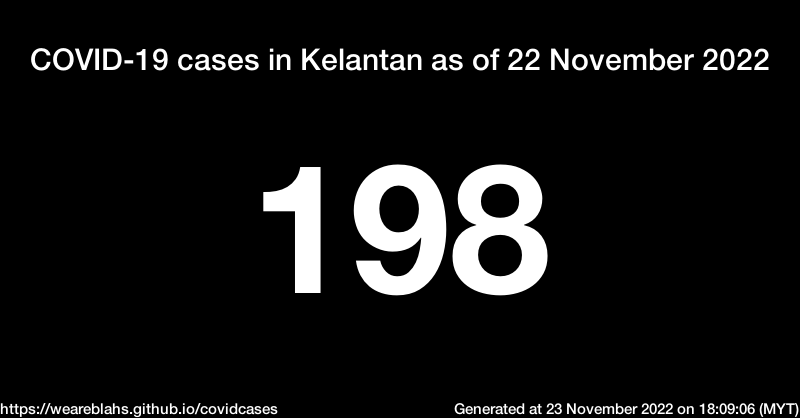 COVID-19 cases in Kelantan as of 22 November 2022
198
https://weareblahs.github.io/covidcases
Generated at 23 November 2022 on 18:09:06 (MYT)